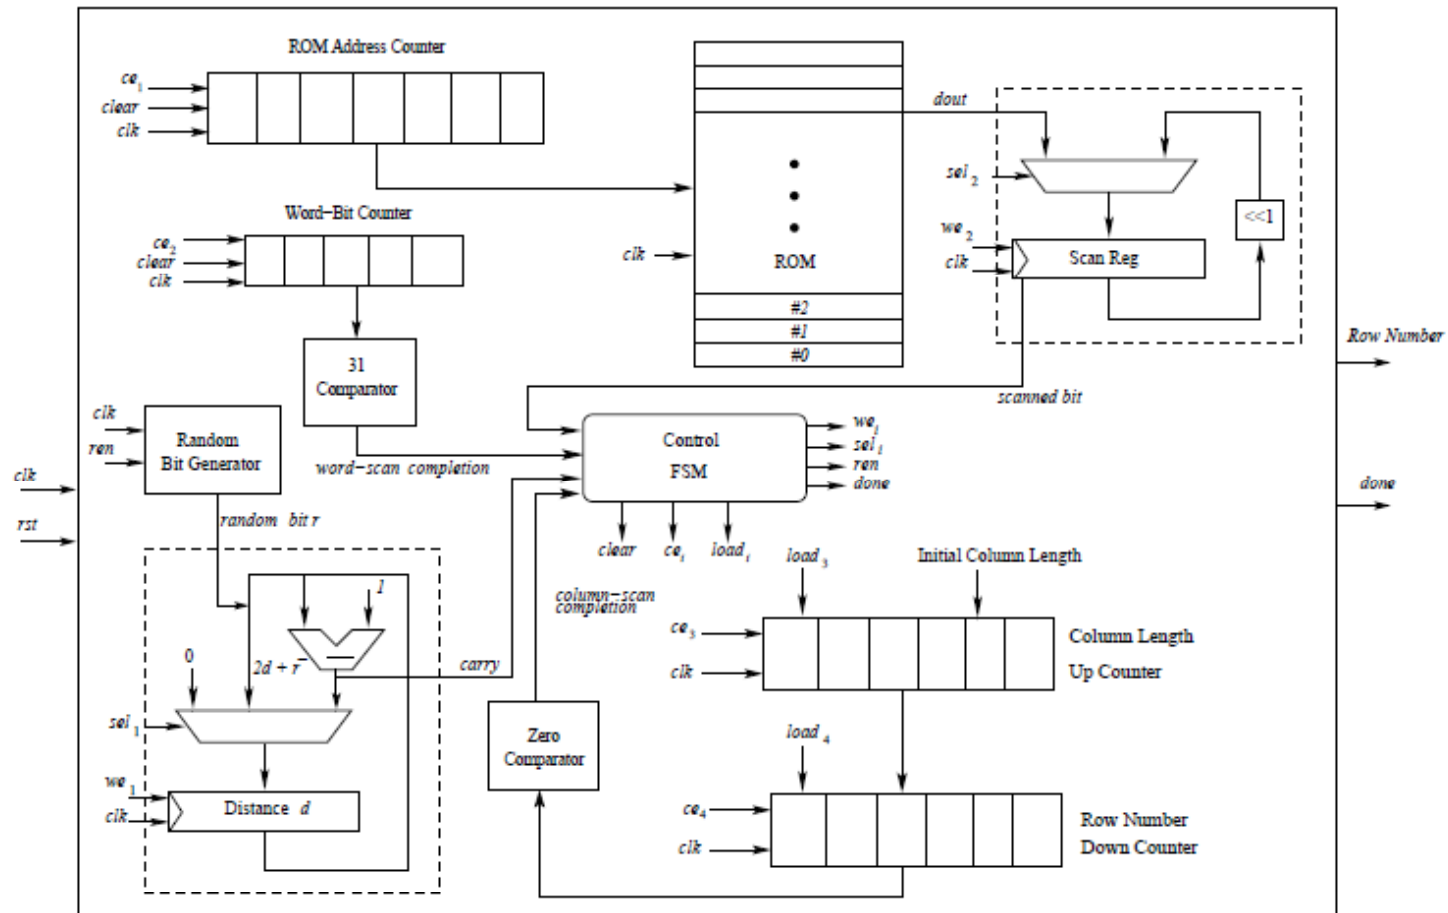 ROM Address Counter
ce1
clear
clk
dout
sel2
<<1
we2
clk
Scan Reg
Word-Bit Counter
ce2
clear
clk
clk
ROM
#2
#1
#0
Row Number
31
Comparator
scanned bit
clk
ren
Random
Bit Generator
word-scan completion
Control
FSM
wei
seli
ren
done
clk
rst
done
random bit r
clear
cei
loadi
column-scan
completion
load3
Initial Column Length
1
0
2d + r
carry
ce3
clk
Column Length
Up Counter
sel1
Zero
Comparator
load4
we1
clk
Distance d
ce4
clk
Row Number
Down Counter